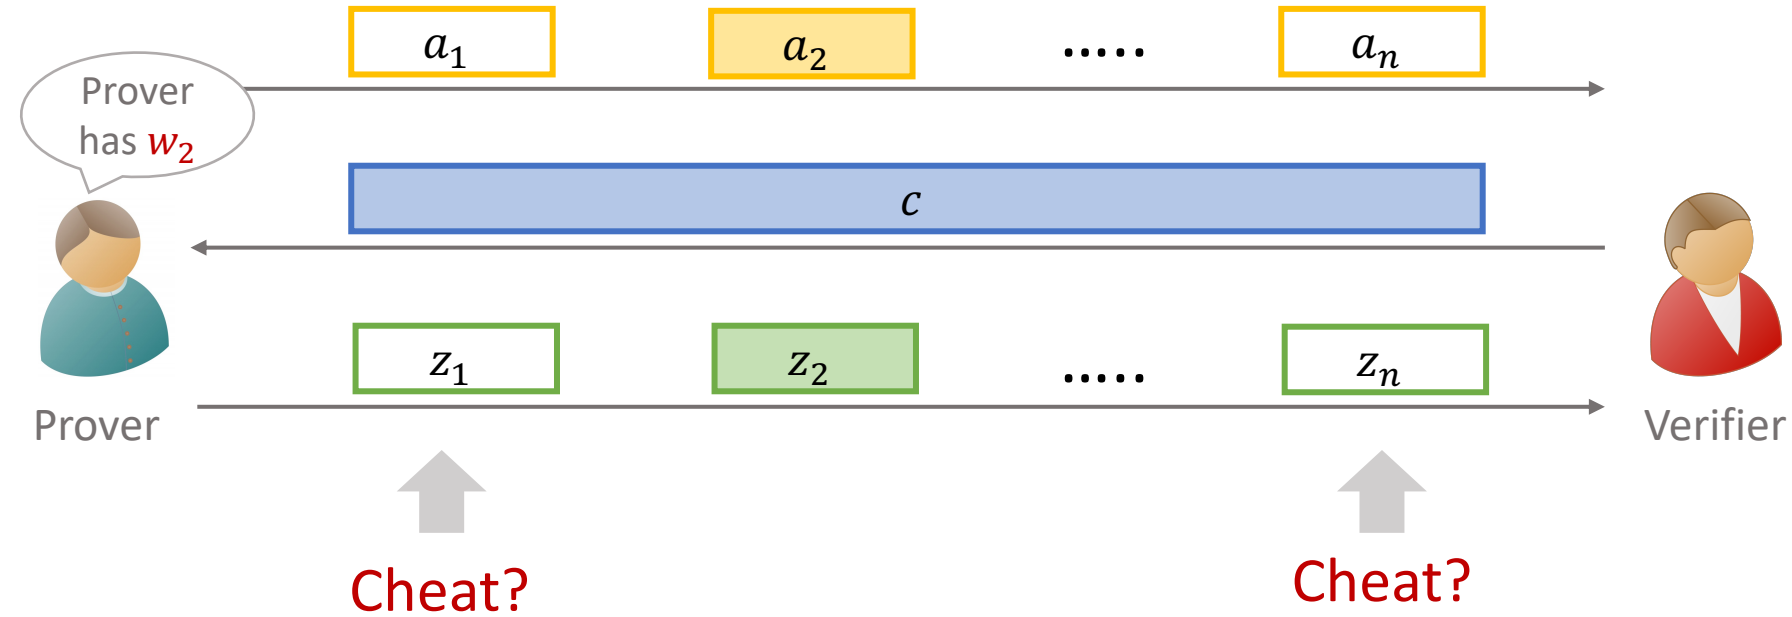 a₁ a₂ ..... aₙ
Prover
has w₂
c
z₁ z₂ ..... zₙ
Prover Verifier
Cheat? Cheat?